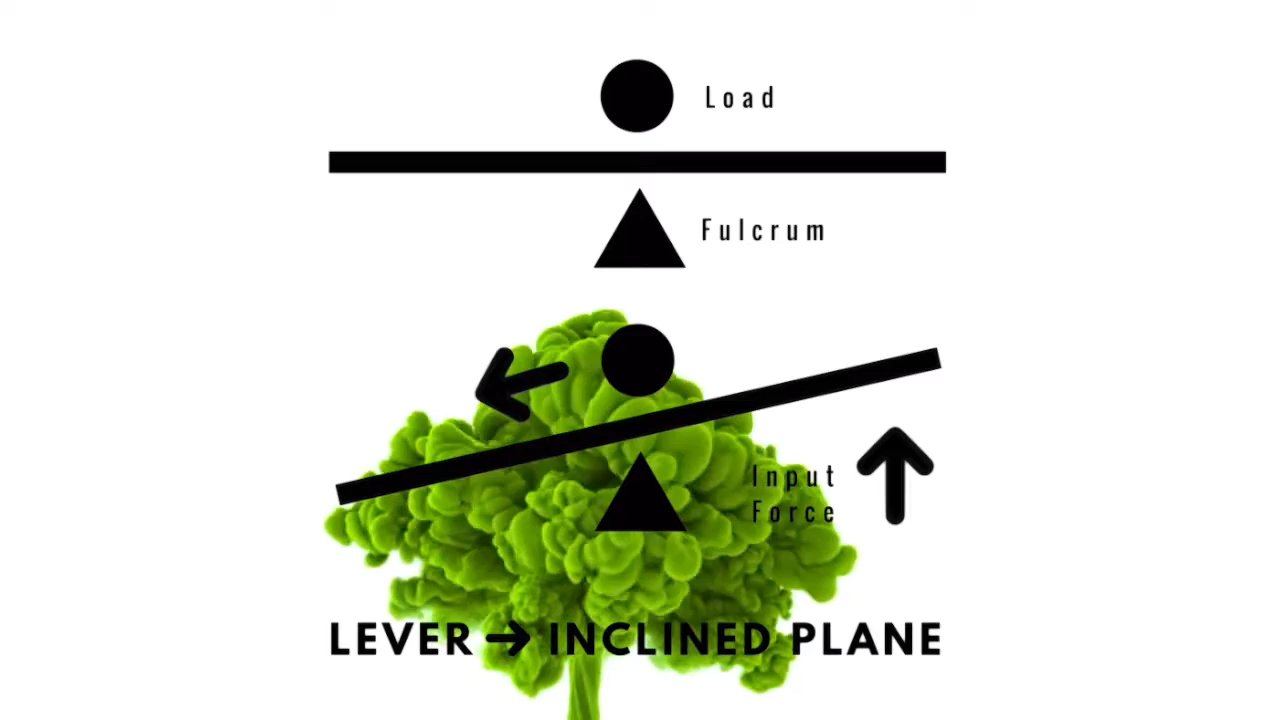 Load
Fulcrum
Input
Force
LEVER → INCLINED PLANE